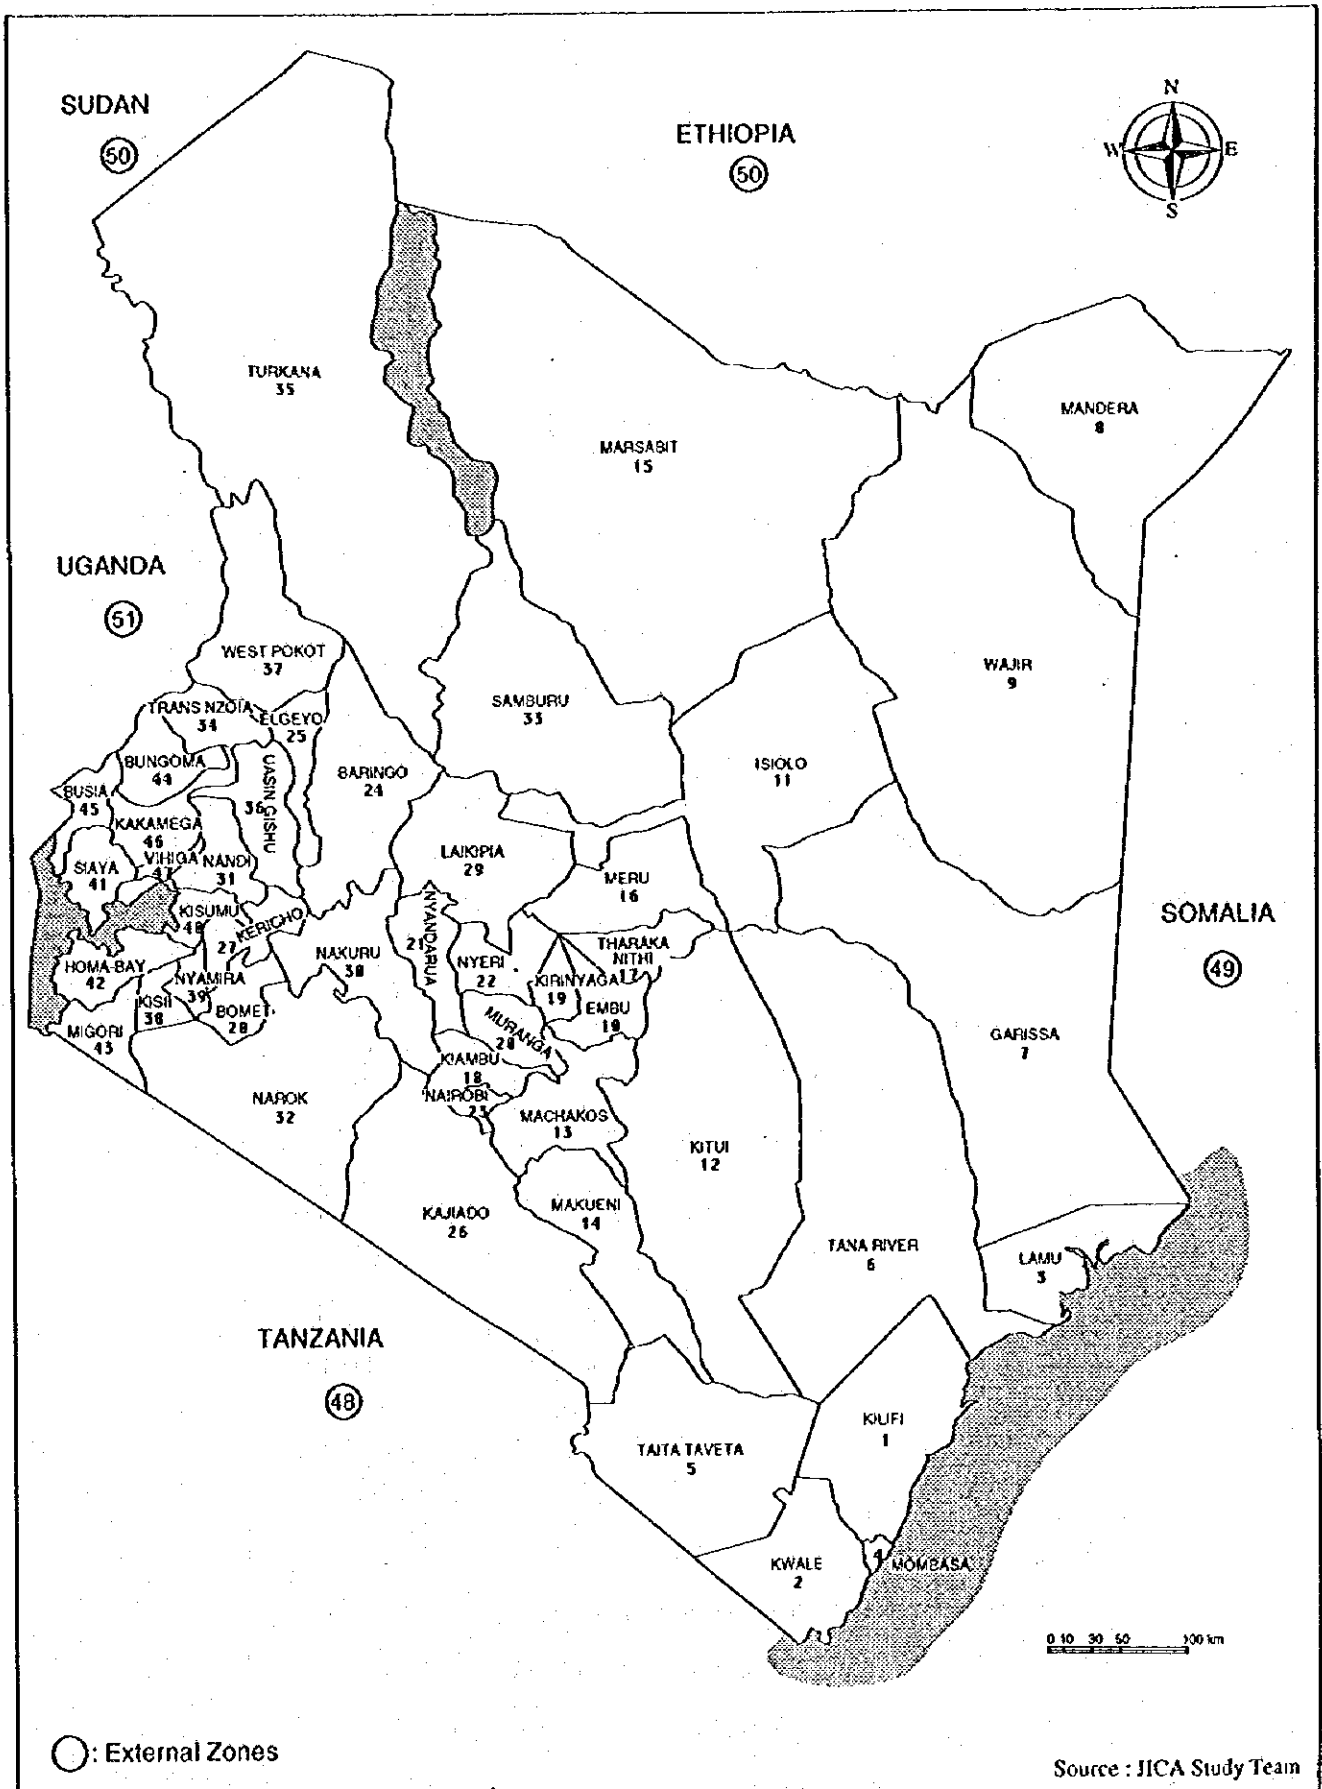 SUDAN
50
ETHIOPIA
50
N
W
E
S
TURKANA
35
MARSABIT
15
MANDERA
8
UGANDA
51
WEST POKOT
37
WAJIR
9
SAMBURU
33
TRANS NZOIA
34
ELGEYO
25
BUNGOMA
44
UASIN GISHU
36
BARINGO
24
ISIOLO
11
BUSIA
45
KAKAMEGA
46
VIHIGA
47
NANDI
31
SIAYA
41
LAIKIPIA
29
MERU
16
KISUMU
40
KERICHO
27
NAKURU
30
NYANDARUA
21
NYERI
22
THARAKA
NITHI
17
SOMALIA
49
HOMA-BAY
42
NYAMIRA
39
KISII
38
BOMET
28
KIRINYAGA
19
EMBU
10
MIGORI
43
MURANGA
20
GARISSA
7
KIAMBU
18
NAIROBI
23
NAROK
32
MACHAKOS
13
KITUI
12
KAJIADO
26
MAKUENI
14
TANA RIVER
6
LAMU
3
TANZANIA
48
KILIFI
1
TAITA TAVETA
5
KWALE
2
4
MOMBASA
0 10 30 50 100 km
: External Zones
Source : JICA Study Team